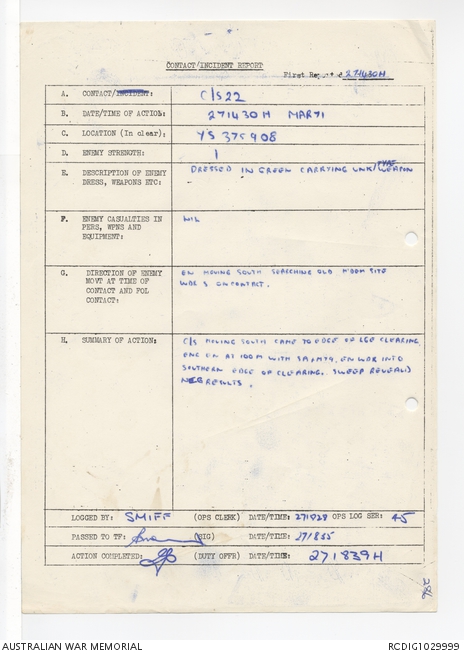 CONTACT/INCIDENT REPORT
First Report 271430H
A. CONTACT/INCIDENT: C/S 22
B. DATE/TIME OF ACTION: 271430H MAR71
C. LOCATION (In clear): YS 375908
D. ENEMY STRENGTH: 1
E. DESCRIPTION OF ENEMY DRESS, WEAPONS ETC: DRESSED IN GREEN CARRYING UNK TYPE WEAPON
F. ENEMY CASUALTIES IN PERS, WPNS AND EQUIPMENT: NIL
G. DIRECTION OF ENEMY MOVT AT TIME OF CONTACT AND FOL CONTACT: EN MOVING SOUTH SEARCHING OLD SITE
WDR S ON CONTACT.
H. SUMMARY OF ACTION: C/S MOVING SOUTH CAME TO EDGE OF LGE CLEARING
ENG EN AT 100M WITH SA+M79. EN WDR INTO
SOUTHERN EDGE OF CLEARING. SWEEP REVEALED
NEG RESULTS.
LOGGED BY: SMIFF (OPS CLERK) DATE/TIME: OPS LOG SER: 45
PASSED TO TF: (SIG) DATE/TIME: 271835
ACTION COMPLETED: (DUTY OFFR) DATE/TIME: 271839H
AUSTRALIAN WAR MEMORIAL
RCDIG1029999